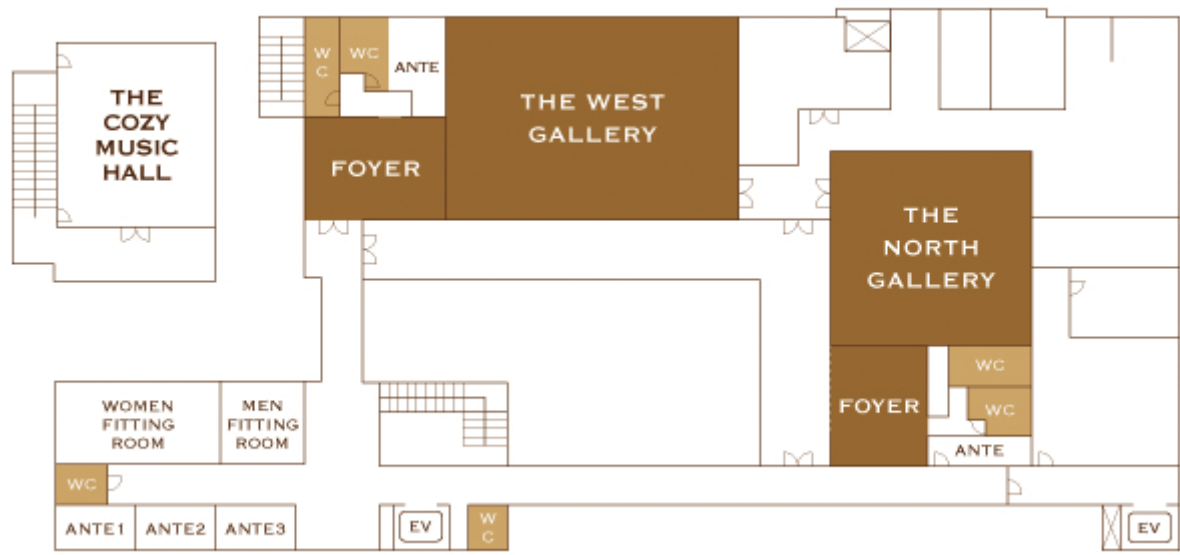 THE
COZY
MUSIC
HALL
W
C
WC
ANTE
FOYER
THE WEST
GALLERY
THE
NORTH
GALLERY
FOYER
WC
WC
ANTE
WOMEN
FITTING
ROOM
MEN
FITTING
ROOM
WC
ANTE1
ANTE2
ANTE3
EV
W
C
EV